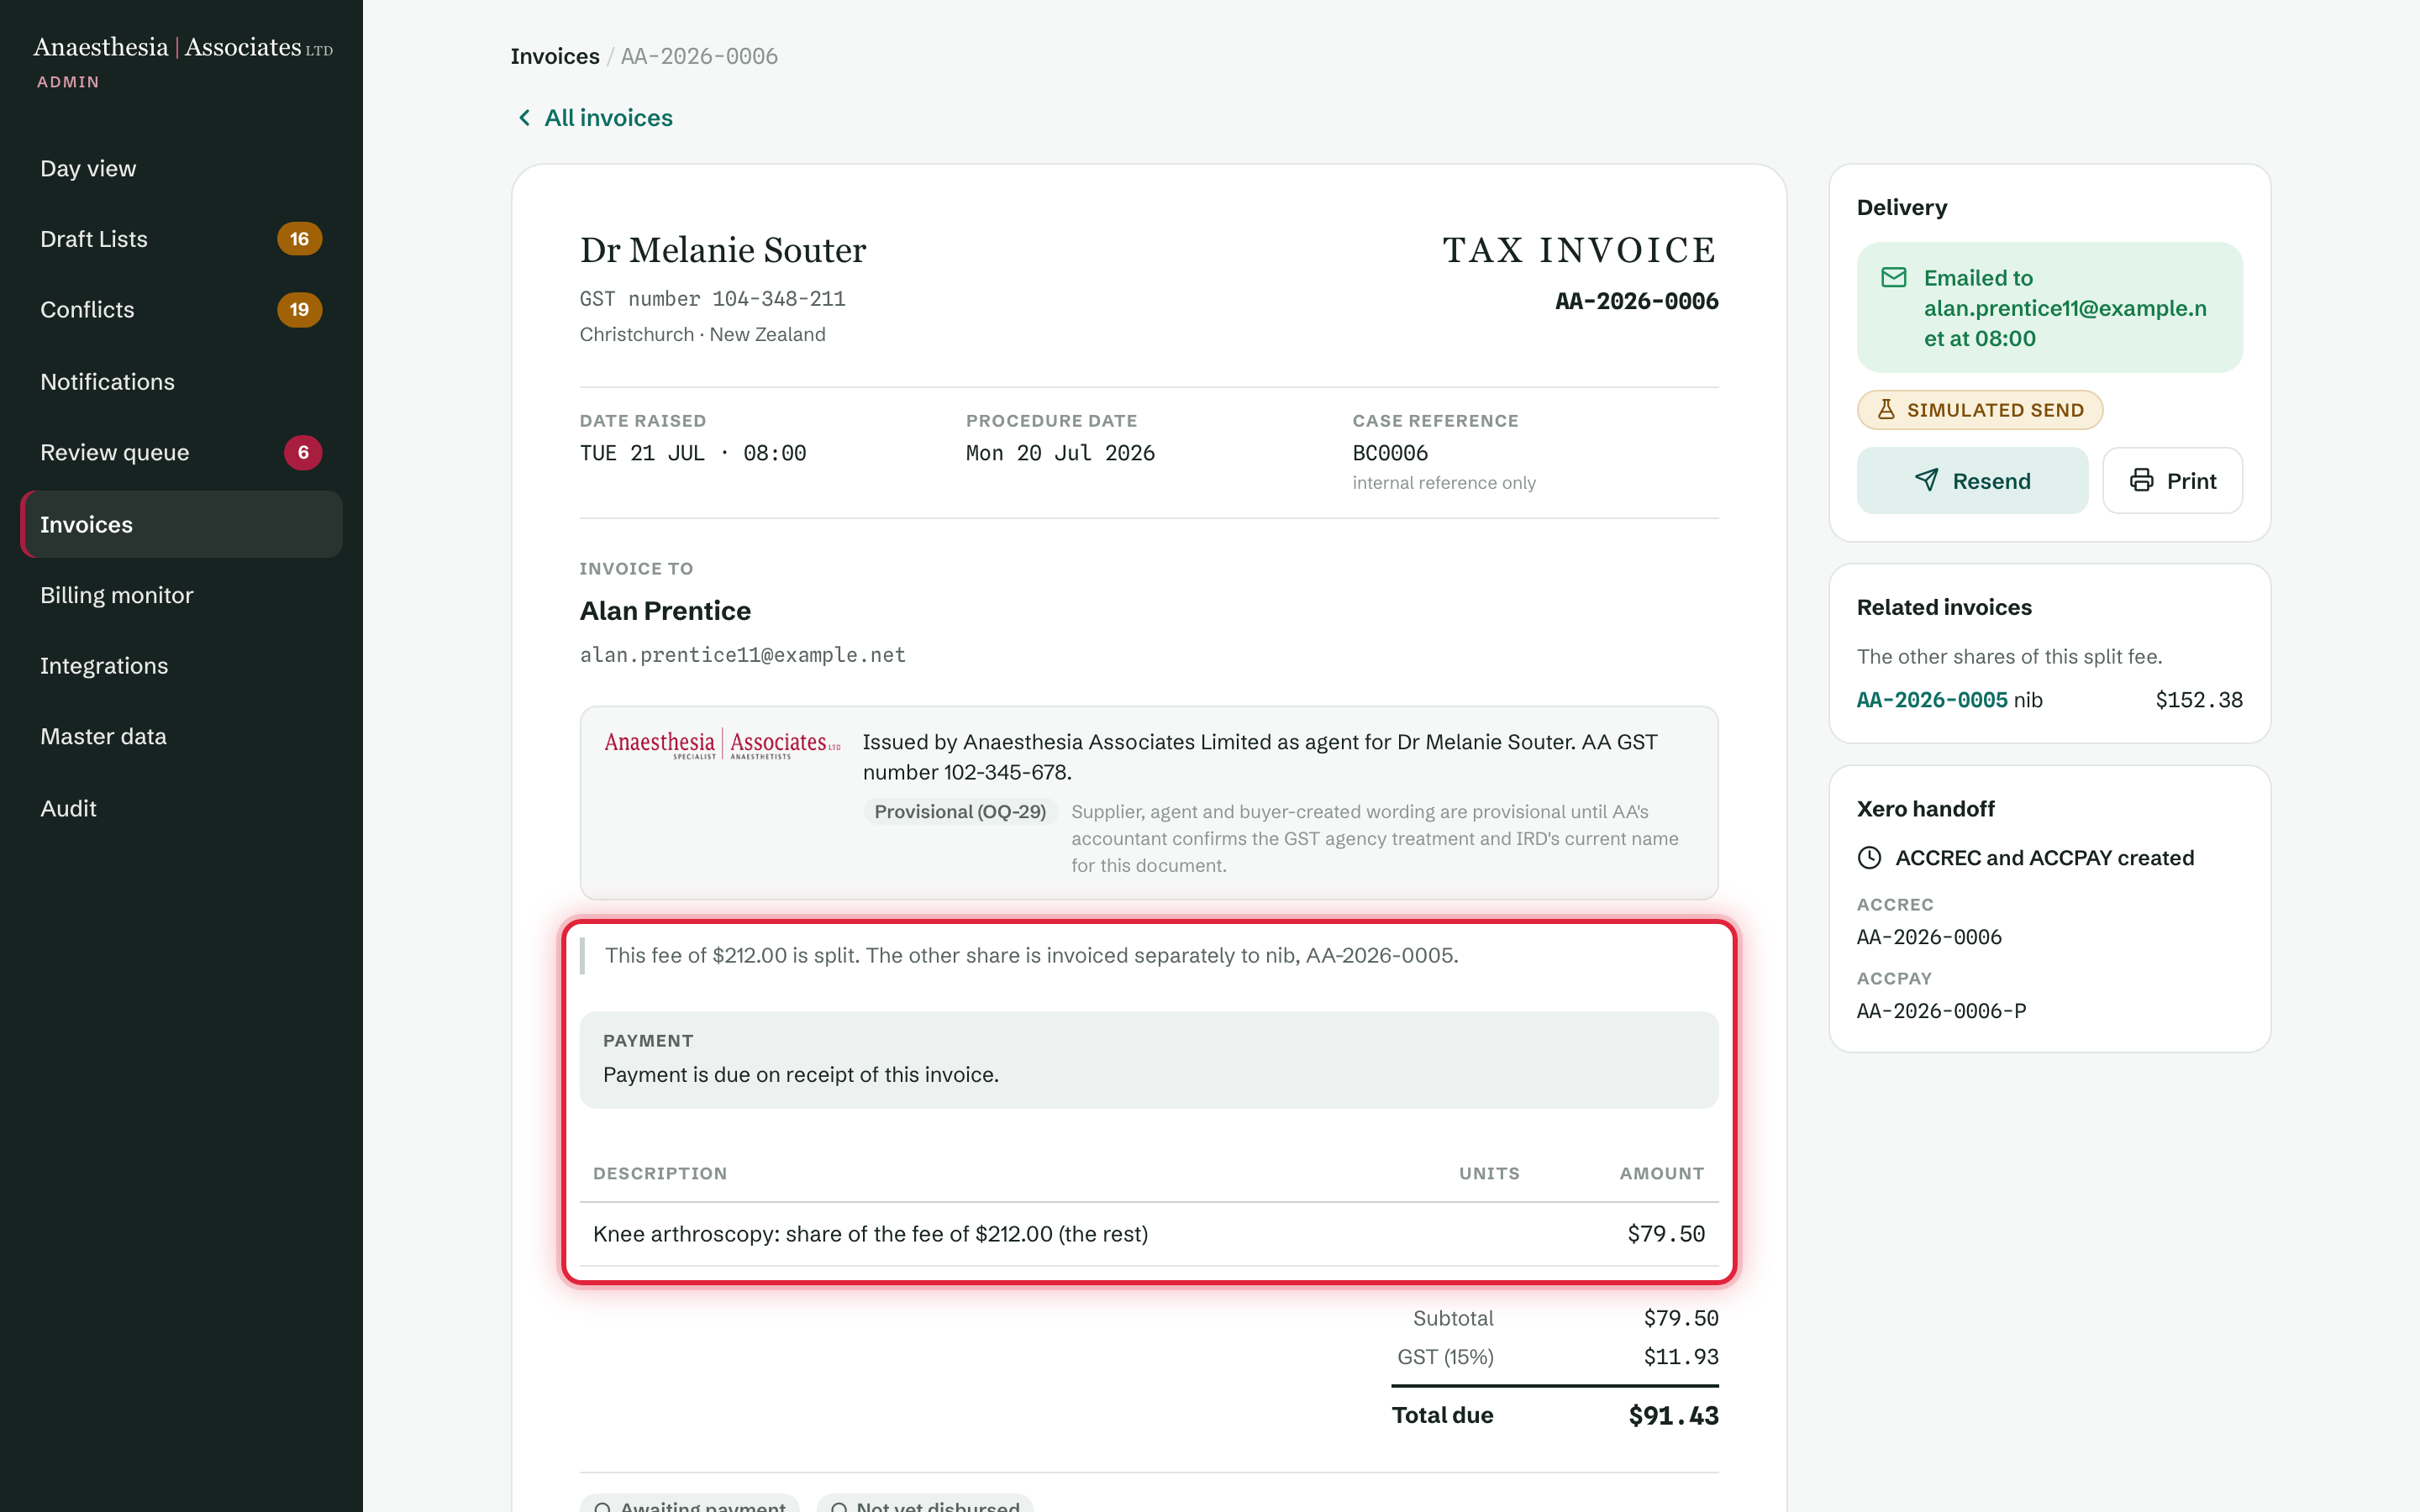 Anaesthesia | Associates LTD
ADMIN
Day view
Draft Lists 16
Conflicts 19
Notifications
Review queue 6
Invoices
Billing monitor
Integrations
Master data
Audit
Invoices / AA-2026-0006
All invoices
Dr Melanie Souter
GST number 104-348-211
Christchurch · New Zealand
TAX INVOICE
AA-2026-0006
DATE RAISED
TUE 21 JUL · 08:00
PROCEDURE DATE
Mon 20 Jul 2026
CASE REFERENCE
BC0006
internal reference only
INVOICE TO
Alan Prentice
alan.prentice11@example.net
Anaesthesia | Associates LTD
SPECIALIST | ANAESTHETISTS
Issued by Anaesthesia Associates Limited as agent for Dr Melanie Souter. AA GST
number 102-345-678.
Provisional (OQ-29)
Supplier, agent and buyer-created wording are provisional until AA's
accountant confirms the GST agency treatment and IRD's current name
for this document.
This fee of $212.00 is split. The other share is invoiced separately to nib, AA-2026-0005.
PAYMENT
Payment is due on receipt of this invoice.
DESCRIPTION UNITS AMOUNT
Knee arthroscopy: share of the fee of $212.00 (the rest) $79.50
Subtotal $79.50
GST (15%) $11.93
Total due $91.43
Awaiting payment Not yet disbursed
Delivery
Emailed to
alan.prentice11@example.n
et at 08:00
SIMULATED SEND
Resend Print
Related invoices
The other shares of this split fee.
AA-2026-0005 nib $152.38
Xero handoff
ACCREC and ACCPAY created
ACCREC
AA-2026-0006
ACCPAY
AA-2026-0006-P